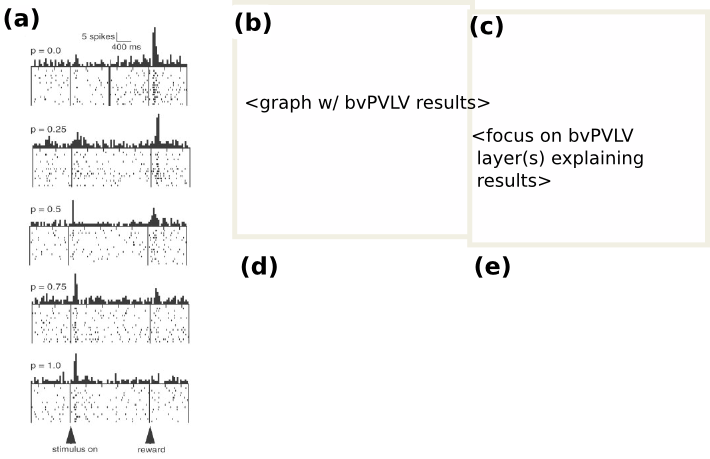 (a)
5 spikes
400 ms
p = 0.0
p = 0.25
p = 0.5
p = 0.75
p = 1.0
stimulus on
reward
(b)
<graph w/ bvPVLV results>
(c)
<focus on bvPVLV
layer(s) explaining
results>
(d)
(e)